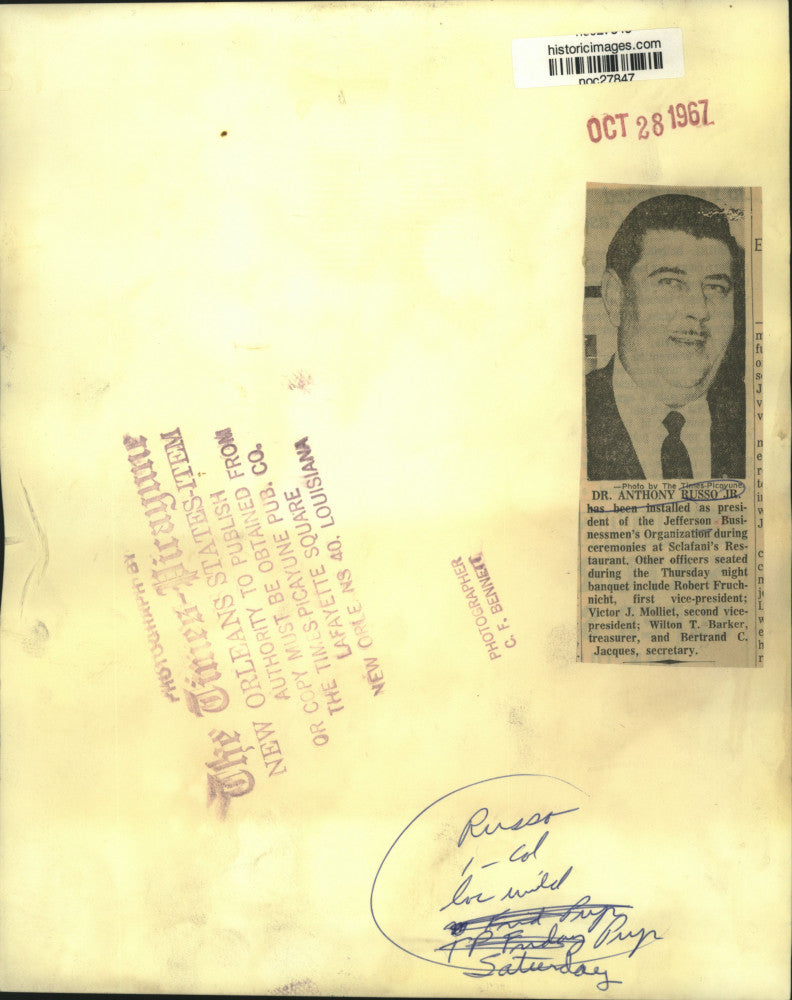 historicimages.com
noc27847
OCT 28 1967
—Photo by The Times-Picayune
DR. ANTHONY RUSSO JR.
has been installed as presi-
dent of the Jefferson Busi-
nessmen's Organization during
ceremonies at Sclafani's Res-
taurant. Other officers seated
during the Thursday night
banquet include Robert Fruch-
nicht, first vice-president;
Victor J. Molliet, second vice-
president; Wilton T. Barker,
treasurer, and Bertrand C.
Jacques, secretary.
PHOTOGRAPH BY
The Times-Picayune
NEW ORLEANS STATES-ITEM
AUTHORITY TO PUBLISH
OR COPY MUST BE OBTAINED FROM
THE TIMES PICAYUNE PUB. CO.
LAFAYETTE SQUARE
NEW ORLEANS 40, LOUISIANA
PHOTOGRAPHER
C. F. BENNETT
Russo
1-Col
TP Friday
Saturday